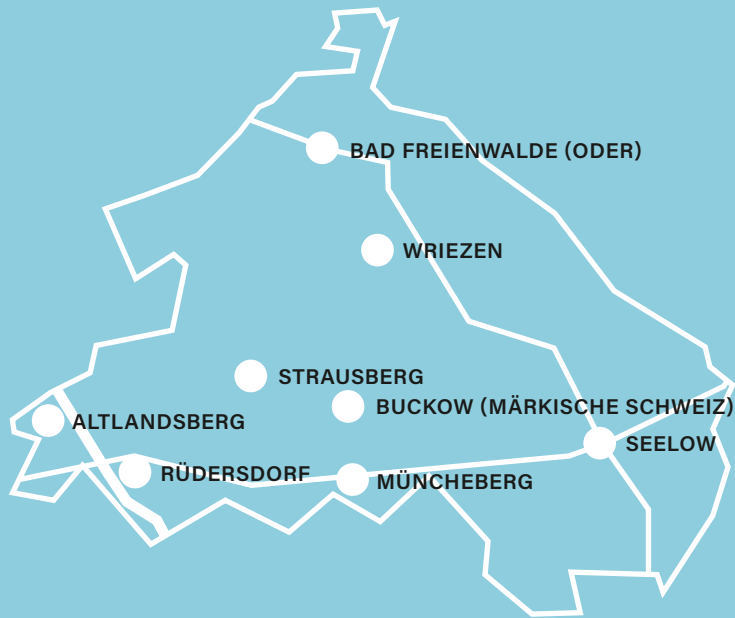 BAD FREIENWALDE (ODER)
WRIEZEN
STRAUSBERG
BUCKOW (MÄRKISCHE SCHWEIZ)
ALTLANDSBERG
SEELOW
RÜDERSDORF
MÜNCHEBERG